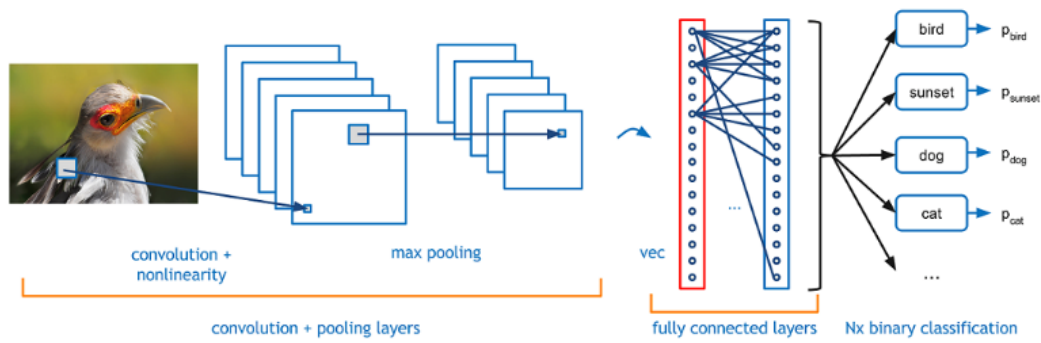 bird
p_bird
sunset
p_sunset
dog
p_dog
cat
p_cat
...
...
convolution +
nonlinearity
max pooling
vec
convolution + pooling layers
fully connected layers
Nx binary classification